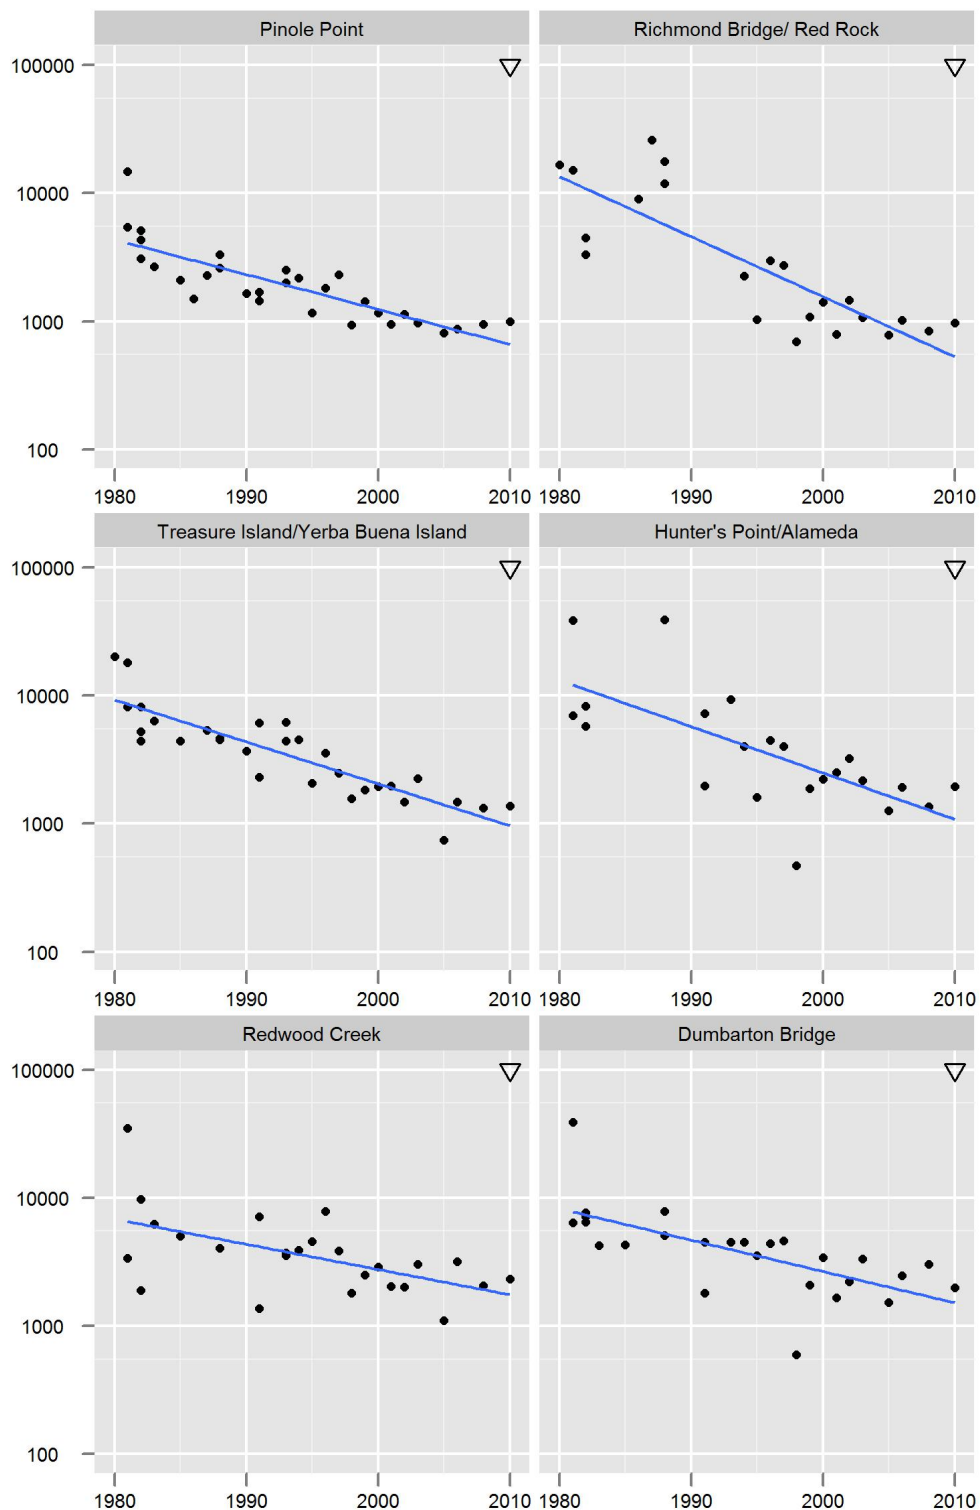 Pinole Point Richmond Bridge/ Red Rock
100000
10000
1000
100
1980 1990 2000 2010 1980 1990 2000 2010
Treasure Island/Yerba Buena Island Hunter's Point/Alameda
100000
10000
1000
100
1980 1990 2000 2010 1980 1990 2000 2010
Redwood Creek Dumbarton Bridge
100000
10000
1000
100
1980 1990 2000 2010 1980 1990 2000 2010